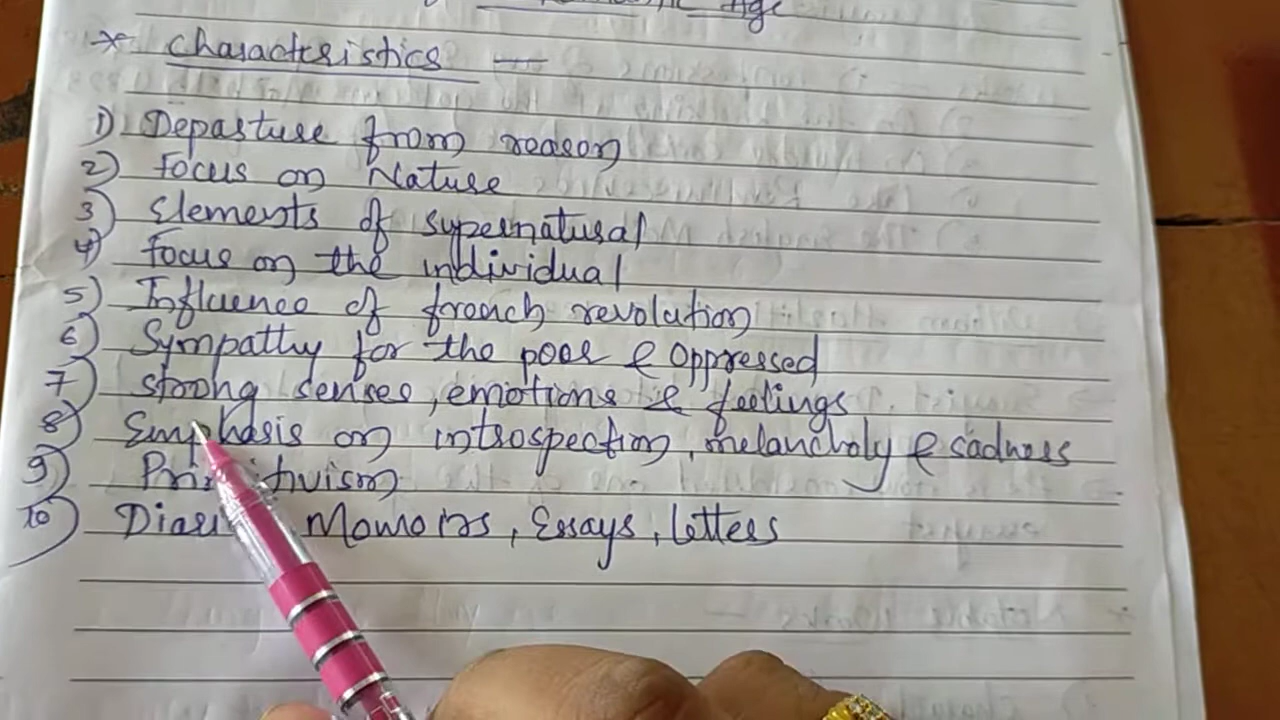 Age
* Characteristics —
1) Departure from reason
2) Focus on Nature
3) Elements of supernatural
4) Focus on the individual
5) Influence of french revolution
6) Sympathy for the poor & Oppressed
7) strong senses, emotions & feelings
8) Emphasis on introspection, melancholy & sadness
9)
10) Memoirs, Essays, letters